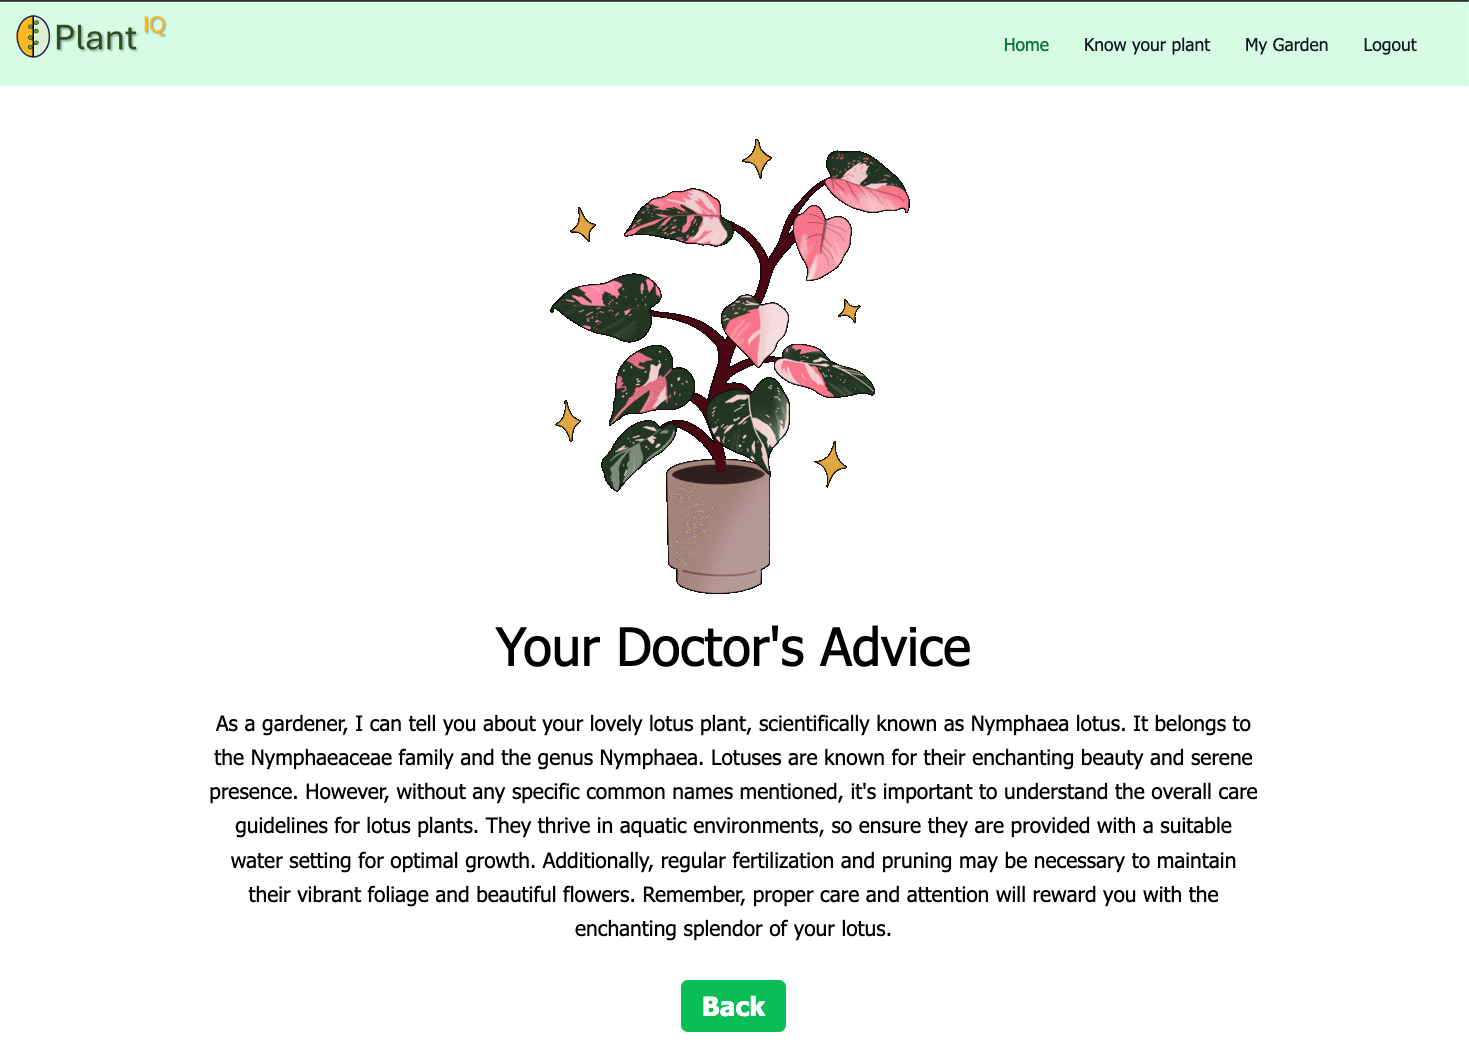 Plant IQ
Home Know your plant My Garden Logout
Your Doctor's Advice
As a gardener, I can tell you about your lovely lotus plant, scientifically known as Nymphaea lotus. It belongs to
the Nymphaeaceae family and the genus Nymphaea. Lotuses are known for their enchanting beauty and serene
presence. However, without any specific common names mentioned, it's important to understand the overall care
guidelines for lotus plants. They thrive in aquatic environments, so ensure they are provided with a suitable
water setting for optimal growth. Additionally, regular fertilization and pruning may be necessary to maintain
their vibrant foliage and beautiful flowers. Remember, proper care and attention will reward you with the
enchanting splendor of your lotus.
Back